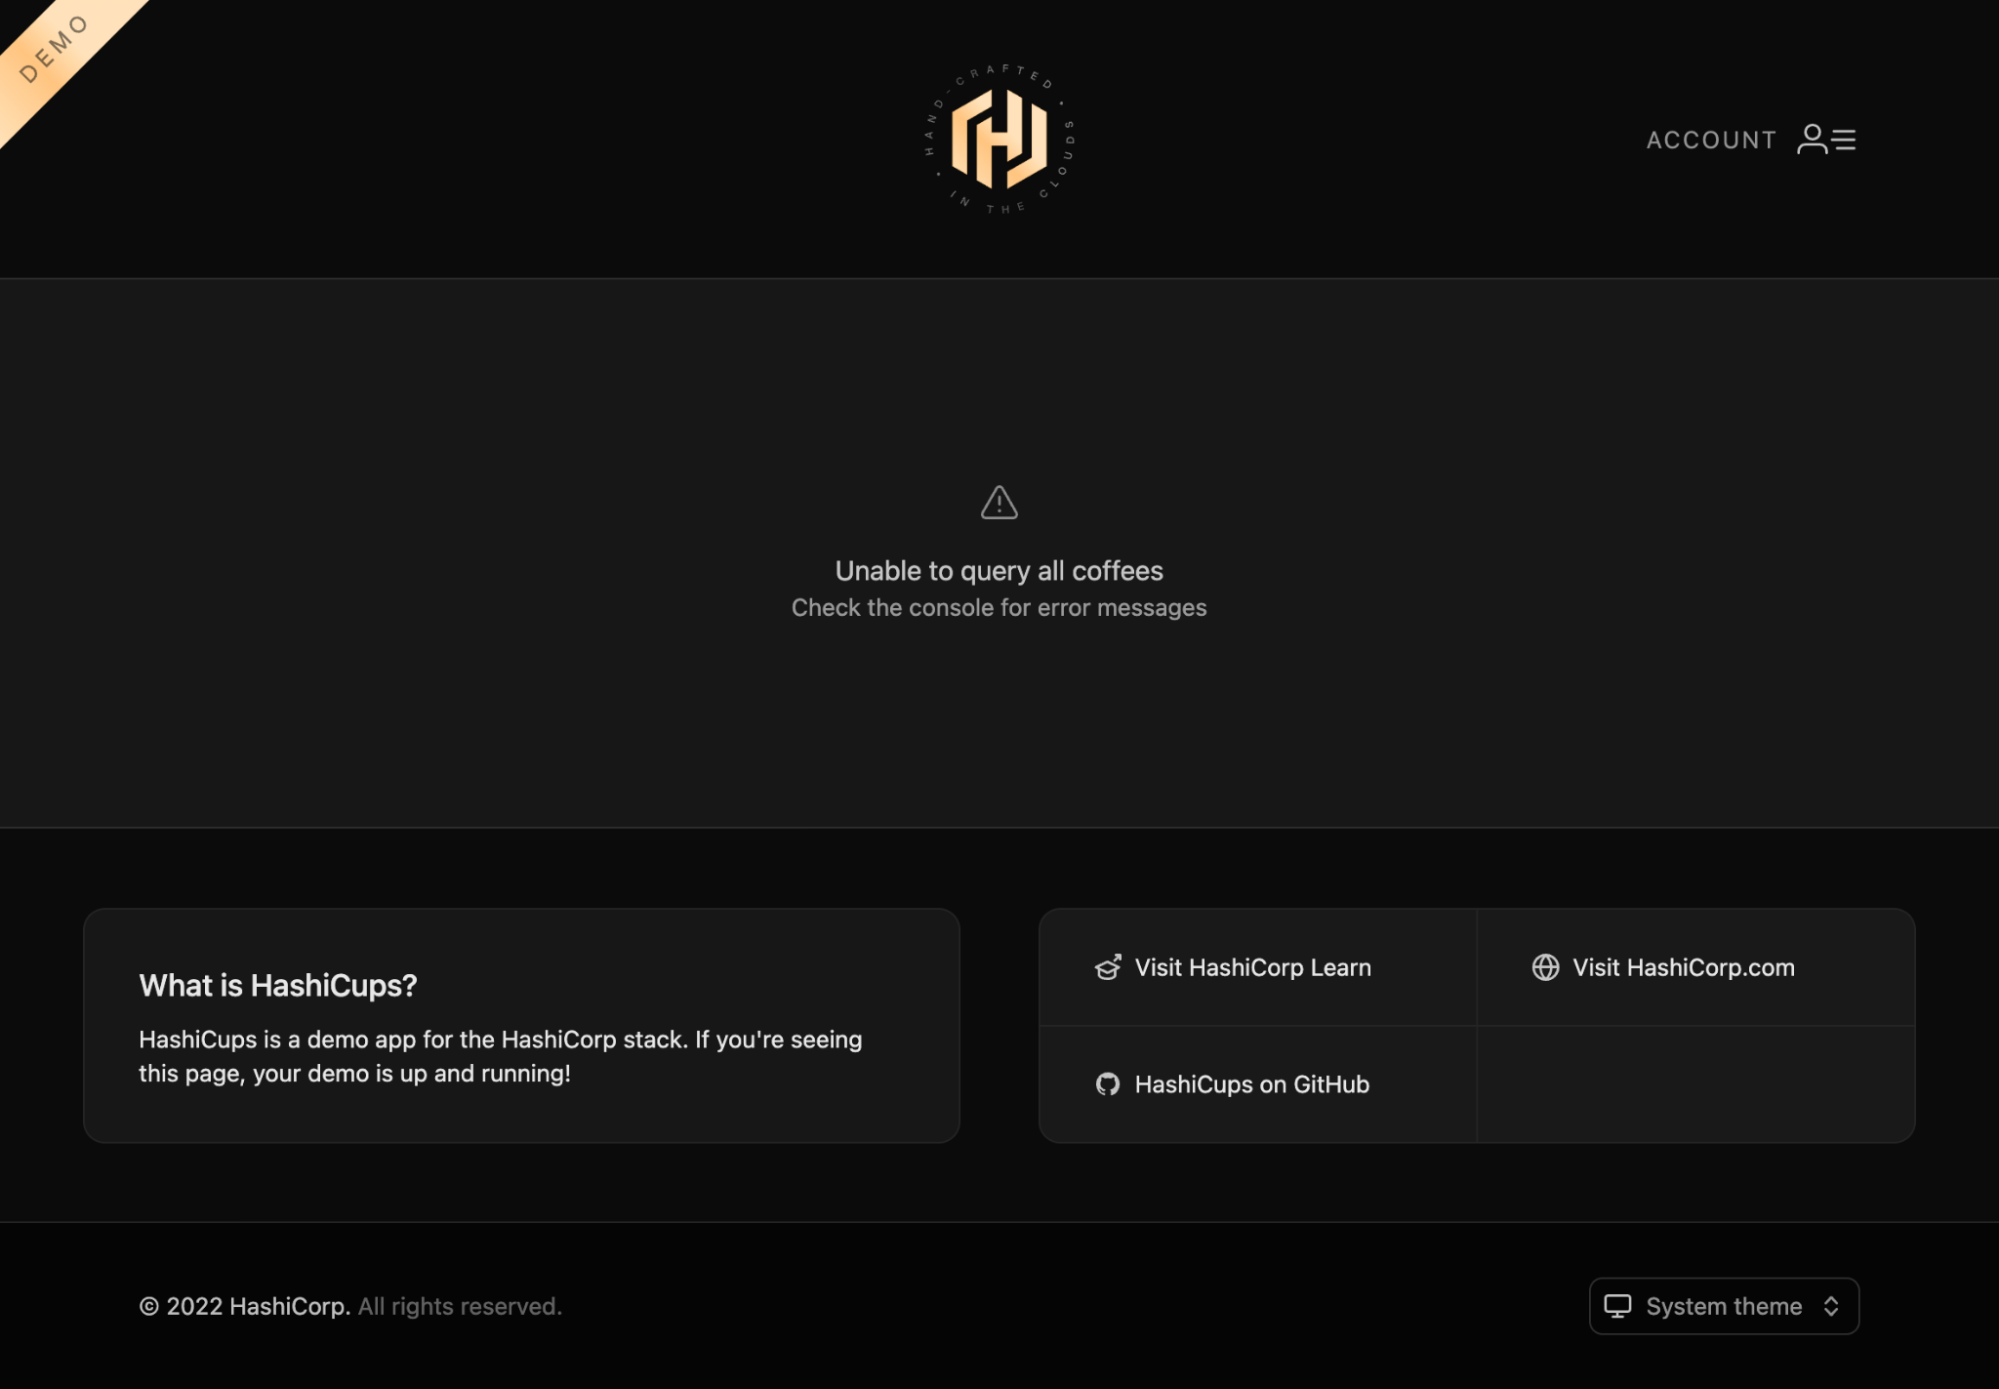 DEMO
• HAND-CRAFTED • IN THE CLOUDS
ACCOUNT
Unable to query all coffees
Check the console for error messages
What is HashiCups?
HashiCups is a demo app for the HashiCorp stack. If you're seeing
this page, your demo is up and running!
Visit HashiCorp Learn
Visit HashiCorp.com
HashiCups on GitHub
© 2022 HashiCorp. All rights reserved.
System theme